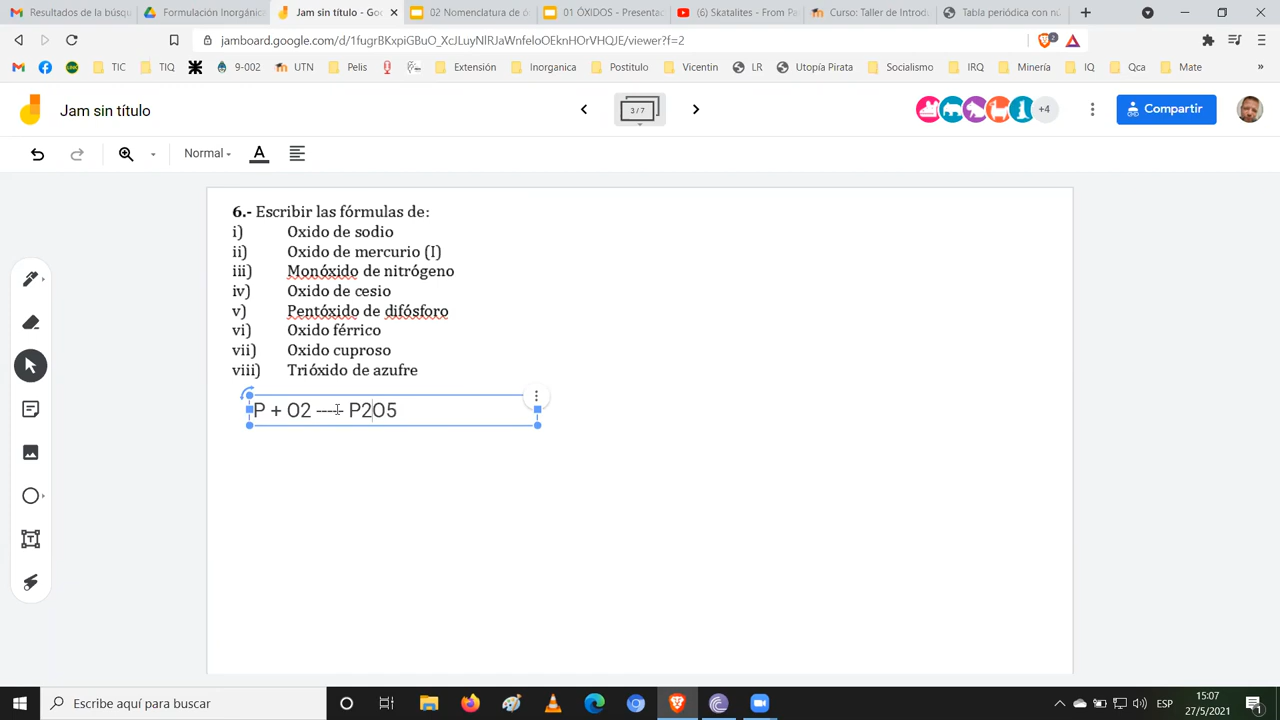 Resultados de la búsqu
Formulación Inorgánic
Jam sin título - Goo
02 Nomenclatura de ó
01 ÓXIDOS - Presentac
(6) Skatalites - From Pa
Curso: Taller de Introdu
Tabla periódica con nú
jamboard.google.com/d/1fugrBKxpiGBuO_XcJLuyNlRJaWnfeloOEknHOrVHQJE/viewer?f=2
2
TIC
TIQ
9-002
UTN
Pelis
Extensión
Inorganica
Postitulo
Vicentin
LR
Utopía Pirata
Socialismo
IRQ
Minería
IQ
Qca
Mate
»
Jam sin título
3/7
+4
Compartir
Normal
A
6.- Escribir las fórmulas de:
i) Oxido de sodio
ii) Oxido de mercurio (I)
iii) Monóxido de nitrógeno
iv) Oxido de cesio
v) Pentóxido de difósforo
vi) Oxido férrico
vii) Oxido cuproso
viii) Trióxido de azufre
P + O2 ----- P2O5
Escribe aquí para buscar
ESP
15:07
27/5/2021
1